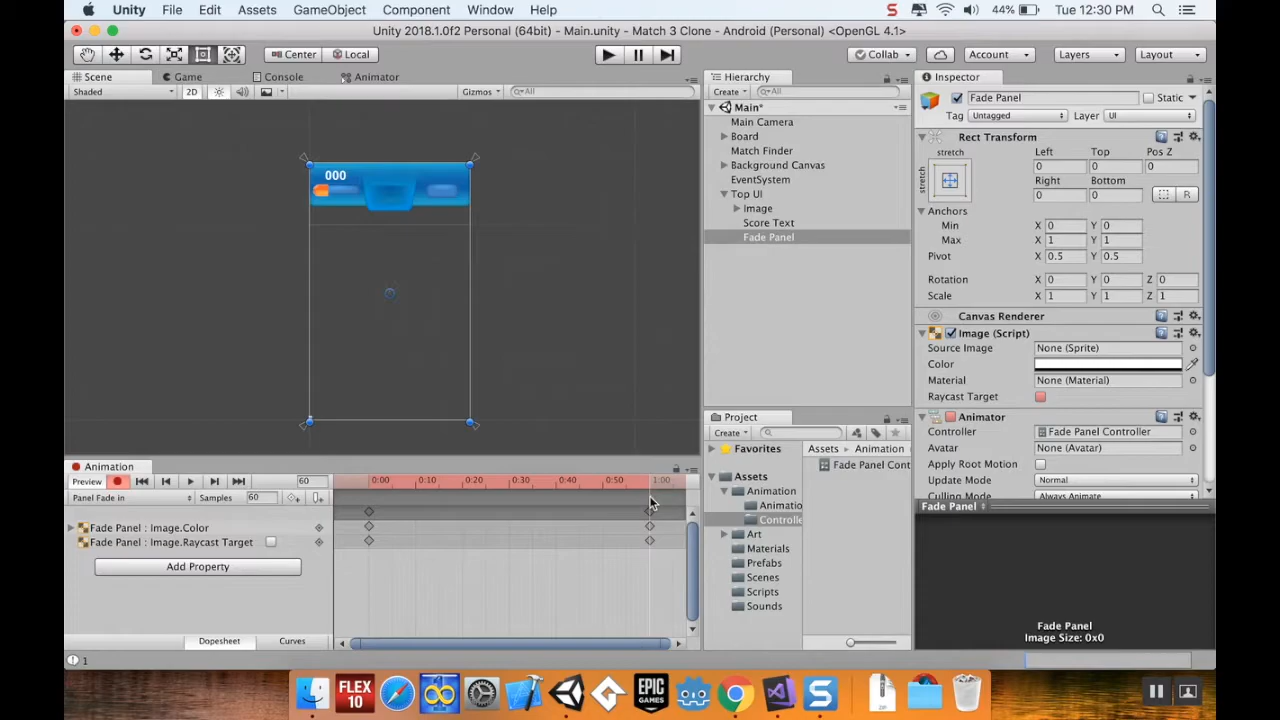 Unity File Edit Assets GameObject Component Window Help 44% Tue 12:30 PM
Unity 2018.1.0f2 Personal (64bit) - Main.unity - Match 3 Clone - Android (Personal) <OpenGL 4.1>
Center Local Collab Account Layers Layout
Scene Game Console Animator
Shaded 2D Gizmos All
000
Hierarchy
Create All
Main*
Main Camera
Board
Match Finder
Background Canvas
EventSystem
Top UI
Image
Score Text
Fade Panel
Inspector
Fade Panel Static
Tag Untagged Layer UI
Rect Transform
stretch Left Top Pos Z
stretch 0 0 0
Right Bottom
0 0 R
Anchors
Min X 0 Y 0
Max X 1 Y 1
Pivot X 0.5 Y 0.5
Rotation X 0 Y 0 Z 0
Scale X 1 Y 1 Z 1
Canvas Renderer
Image (Script)
Source Image None (Sprite)
Color
Material None (Material)
Raycast Target
Animator
Controller Fade Panel Controller
Avatar None (Avatar)
Apply Root Motion
Update Mode Normal
Culling Mode Always Animate
Fade Panel
Fade Panel
Image Size: 0x0
Project
Create
Favorites
Assets
Animation
Animatio
Controlle
Art
Materials
Prefabs
Scenes
Scripts
Sounds
Assets Animation
Fade Panel Cont
Animation
Preview 60 0:00 0:10 0:20 0:30 0:40 0:50 1:00
Panel Fade in Samples 60
Fade Panel : Image.Color
Fade Panel : Image.Raycast Target
Add Property
Dopesheet Curves
1
FLEX
10
EPIC
GAMES
ZIP